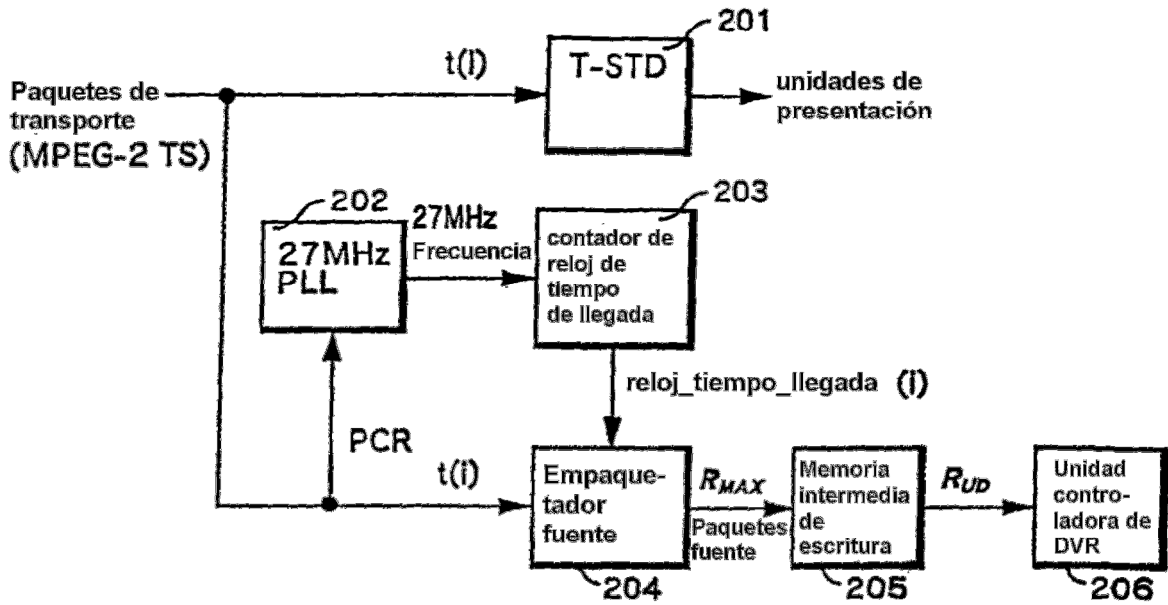 201
T-STD
t(i)
Paquetes de
transporte
(MPEG-2 TS)
unidades de
presentación
202
27MHz
PLL
27MHz
Frecuencia
203
contador de
reloj de
tiempo
de llegada
reloj_tiempo_llegada (i)
PCR
t(i)
Empaque-
tador
fuente
204
RMAX
Paquetes
fuente
Memoria
intermedia
de
escritura
205
RUD
Unidad
contro-
ladora de
DVR
206